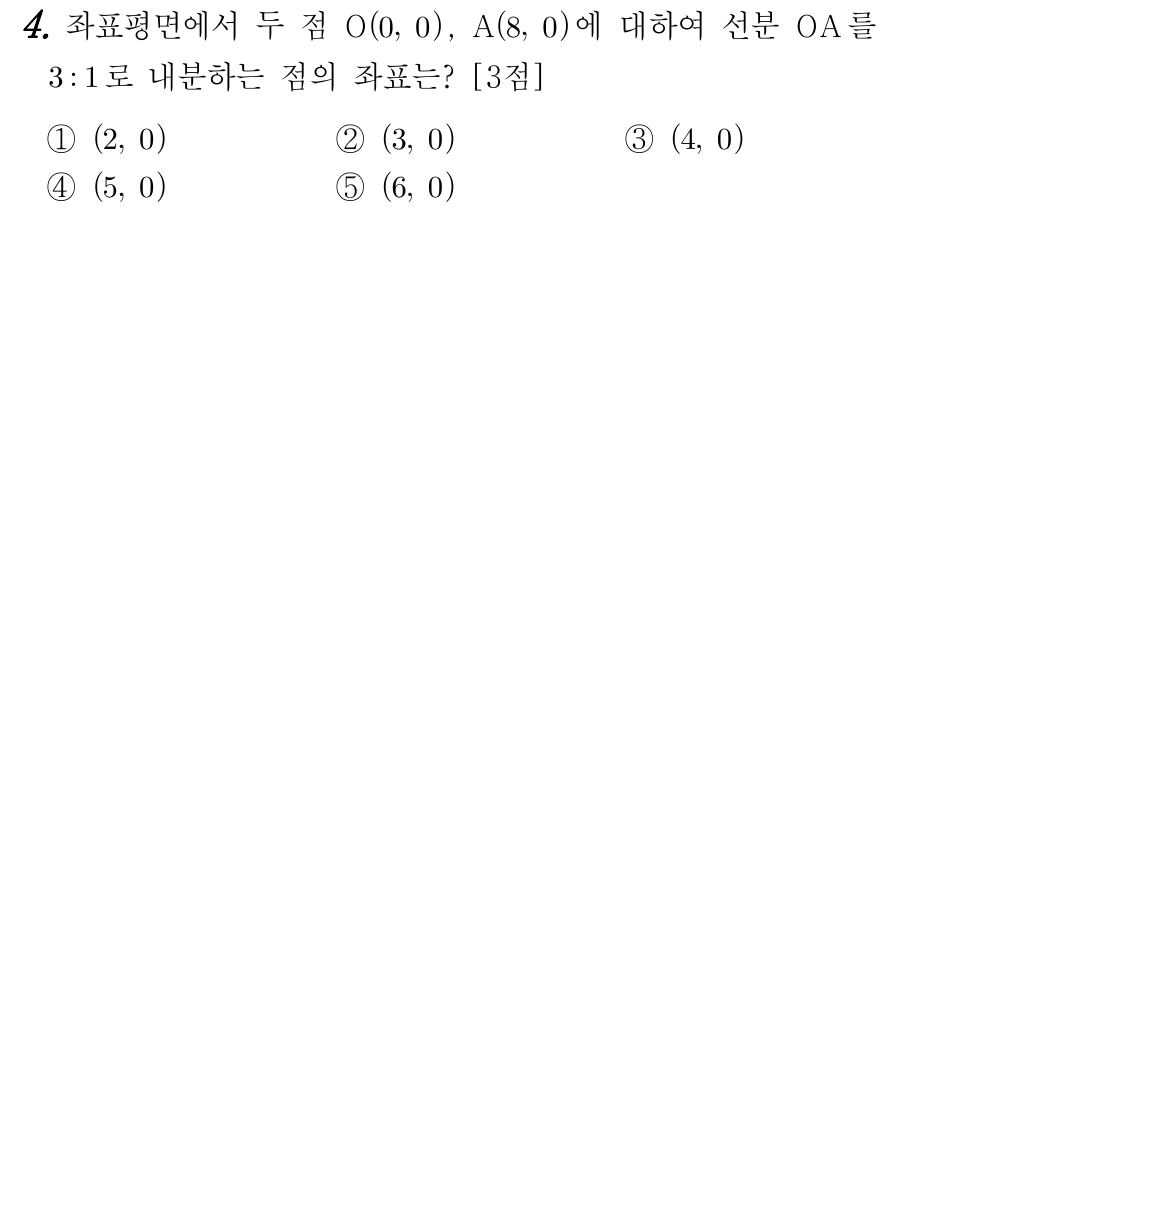 4. 좌표평면에서 두 점 O(0, 0), A(8, 0)에 대하여 선분 OA를
3 : 1로 내분하는 점의 좌표는? [3점]
① (2, 0) ② (3, 0) ③ (4, 0)
④ (5, 0) ⑤ (6, 0)